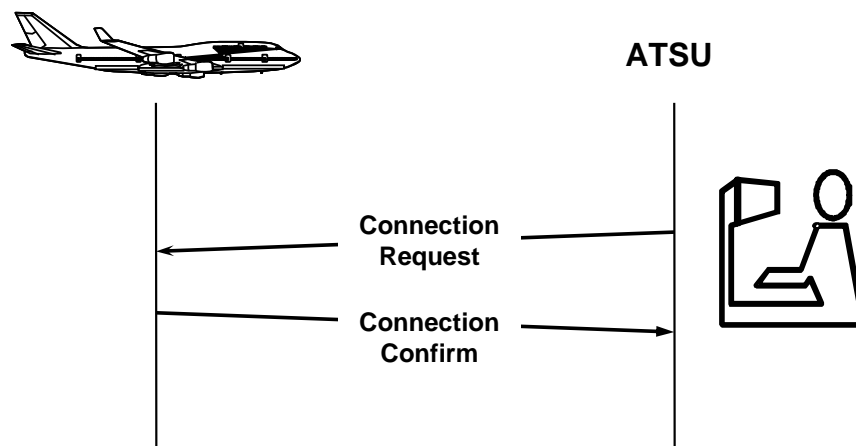 ATSU
Connection
Request
Connection
Confirm